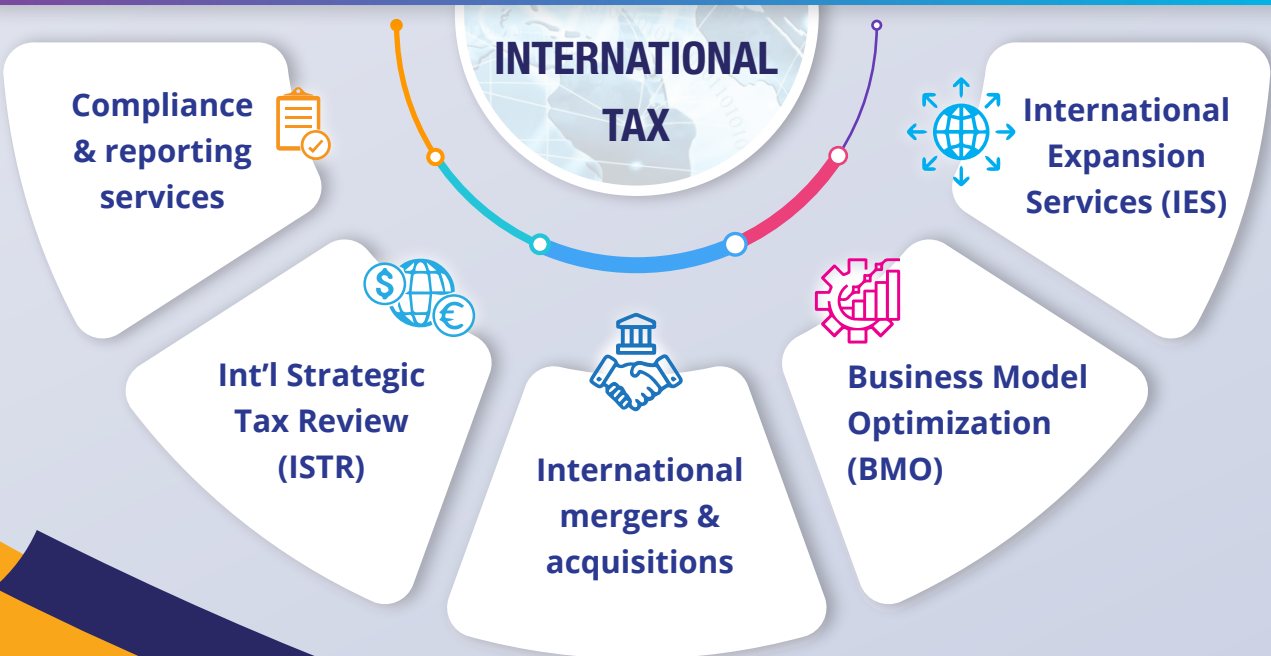 INTERNATIONAL
TAX
Compliance
& reporting
services
Int’l Strategic
Tax Review
(ISTR)
International
mergers &
acquisitions
Business Model
Optimization
(BMO)
International
Expansion
Services (IES)